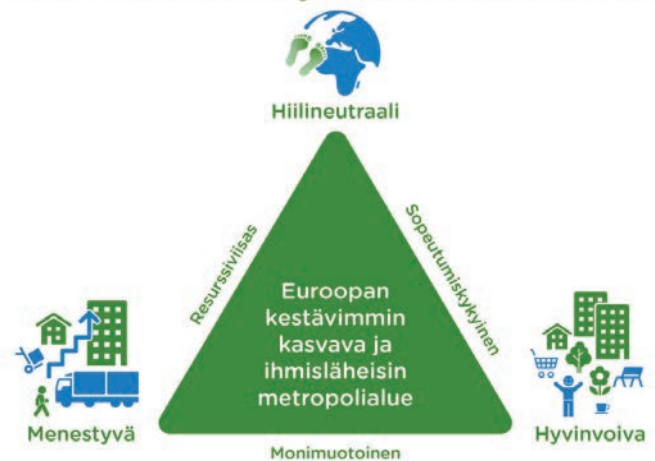 Hiilineutraali
Resurssiviisas
Sopeutumiskykyinen
Euroopan
kestävimmin
kasvava ja
ihmisläheisin
metropolialue
Menestyvä
Hyvinvoiva
Monimuotoinen